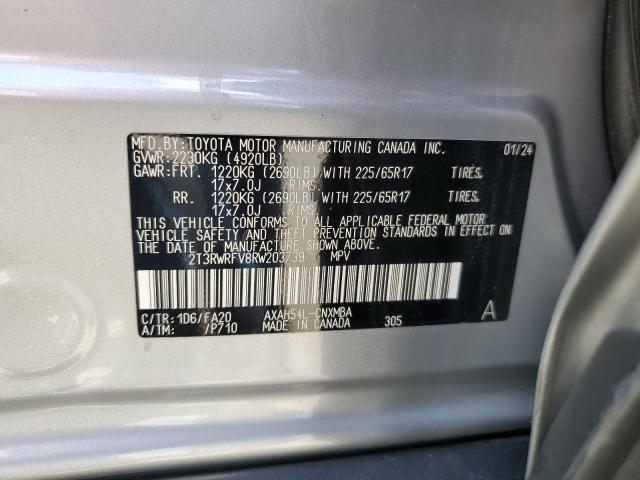 MFD.BY:TOYOTA MOTOR MANUFACTURING CANADA INC. 01/24
GVWR:2230KG (4920LB)
GAWR:FRT. 1220KG (2690LB) WITH 225/65R17 TIRES,
17x7.0J RIMS,
RR. 1220KG (2690LB) WITH 225/65R17 TIRES,
17x7.0J RIMS.
THIS VEHICLE CONFORMS TO ALL APPLICABLE FEDERAL MOTOR
VEHICLE SAFETY AND THEFT PREVENTION STANDARDS IN EFFECT ON
THE DATE OF MANUFACTURE SHOWN ABOVE.
2T3RWRFV8RW203739 MPV
C/TR: 1D6/FA20 AXAH54L-CNXMBA
A/TM: /P710 MADE IN CANADA 305 A